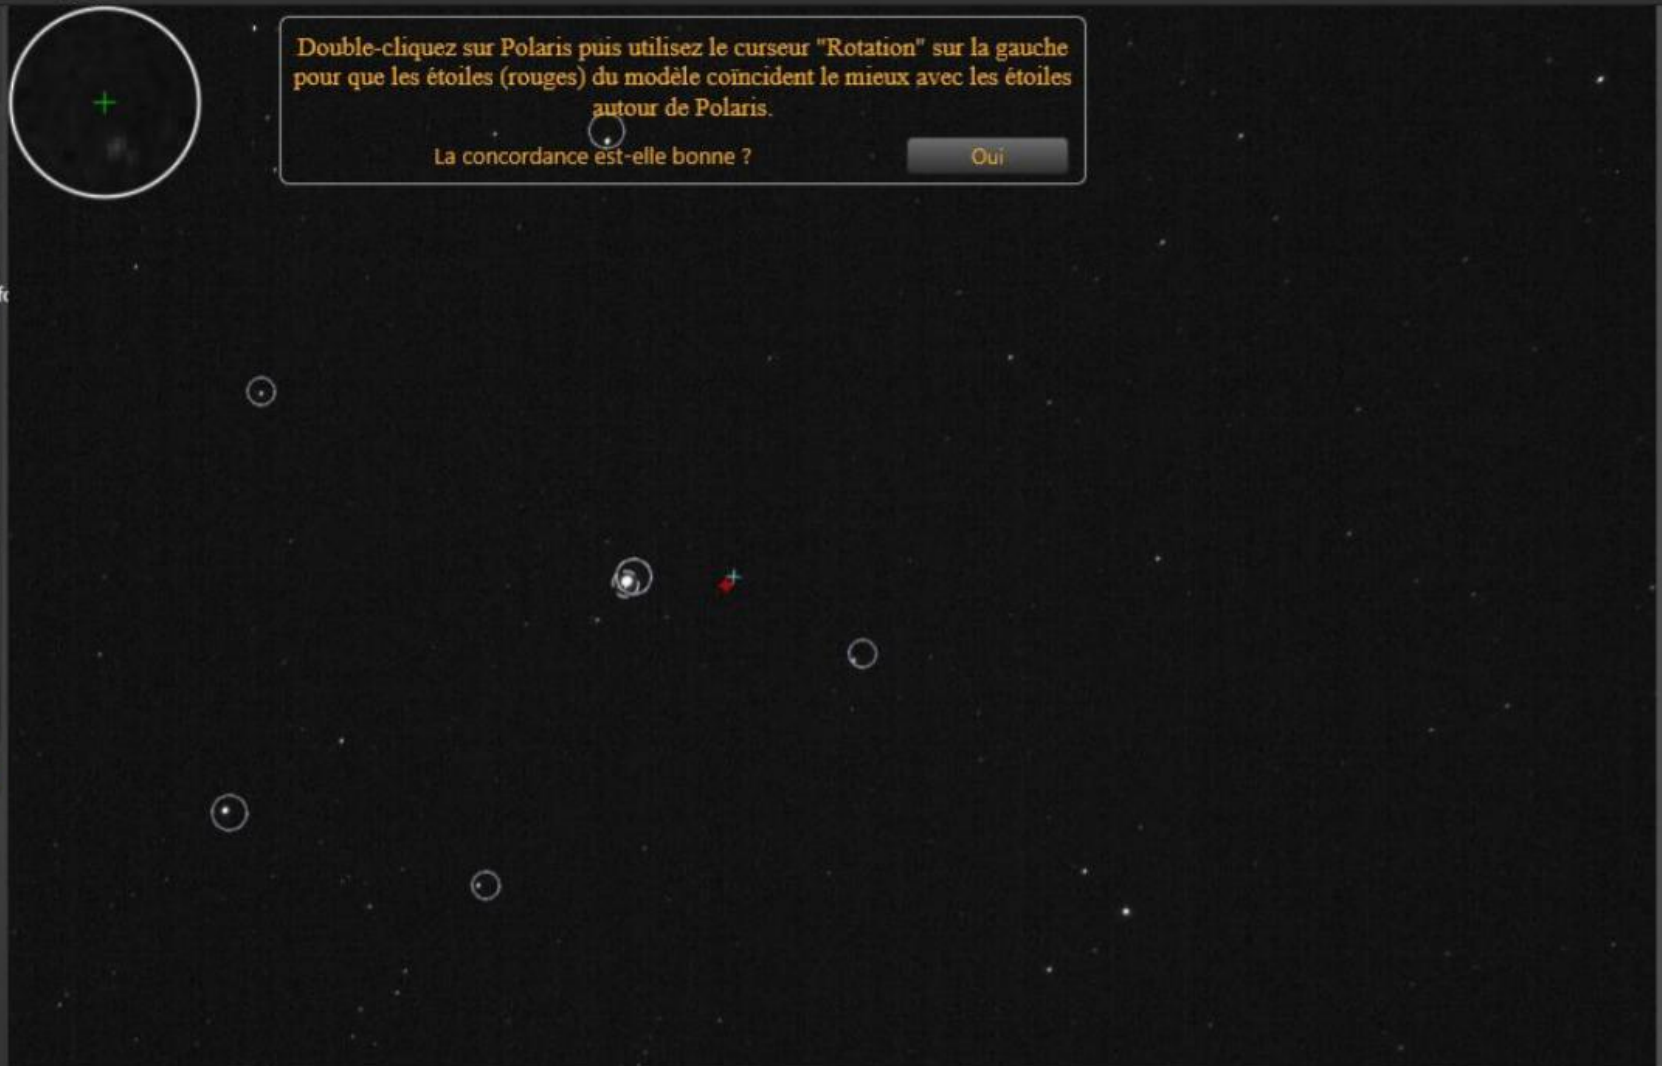 Double-cliquez sur Polaris puis utilisez le curseur "Rotation" sur la gauche
pour que les étoiles (rouges) du modèle coïncident le mieux avec les étoiles
autour de Polaris.
La concordance est-elle bonne ?
Oui